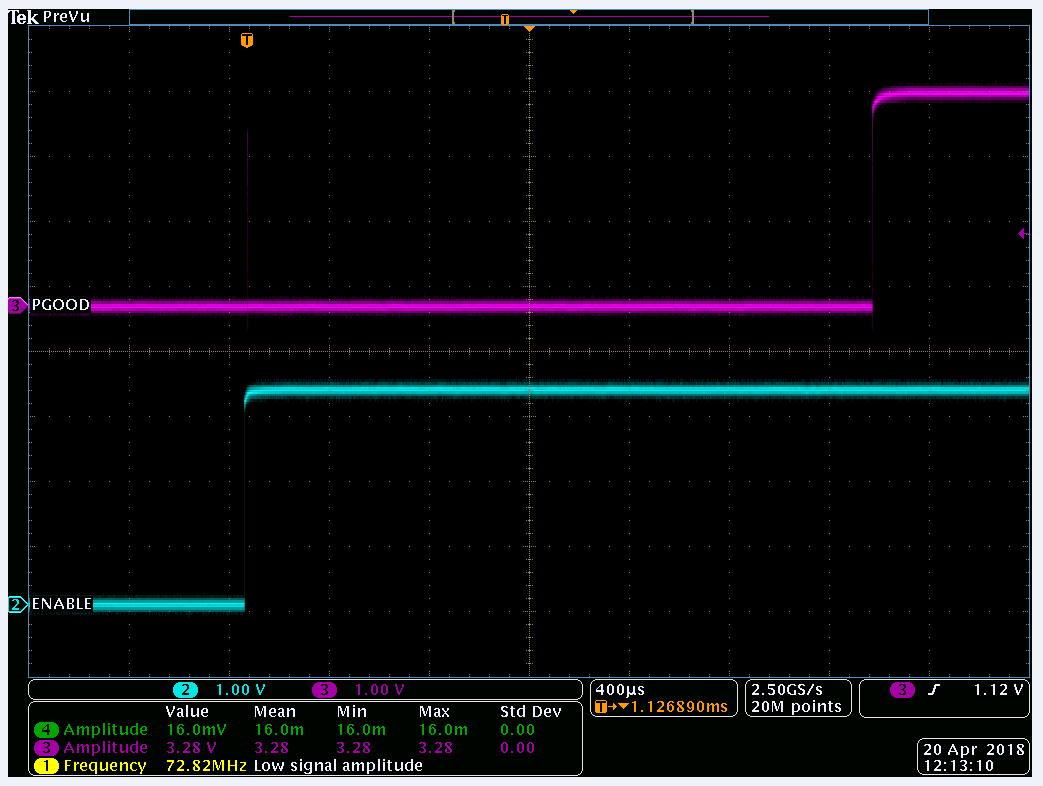 Tek PreVu
T
T
3 PGOOD
2 ENABLE
2 1.00 V 3 1.00 V
400µs
T→▼1.126890ms
2.50GS/s
20M points
3 1.12 V
Value Mean Min Max Std Dev
4 Amplitude 16.0mV 16.0m 16.0m 16.0m 0.00
3 Amplitude 3.28 V 3.28 3.28 3.28 0.00
1 Frequency 72.82MHz Low signal amplitude
20 Apr 2018
12:13:10